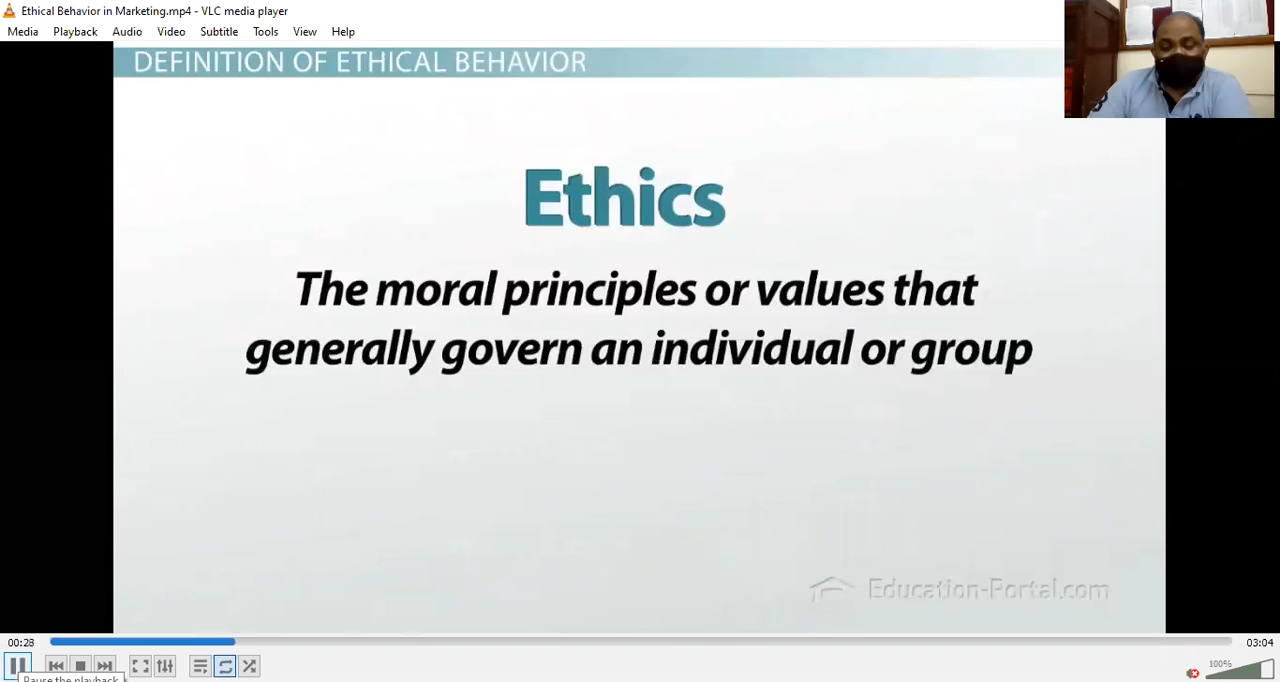 Ethical Behavior in Marketing.mp4 - VLC media player
Media Playback Audio Video Subtitle Tools View Help
DEFINITION OF ETHICAL BEHAVIOR
Ethics
The moral principles or values that
generally govern an individual or group
Education-Portal.com
00:28 03:04
100%
Pause the playback